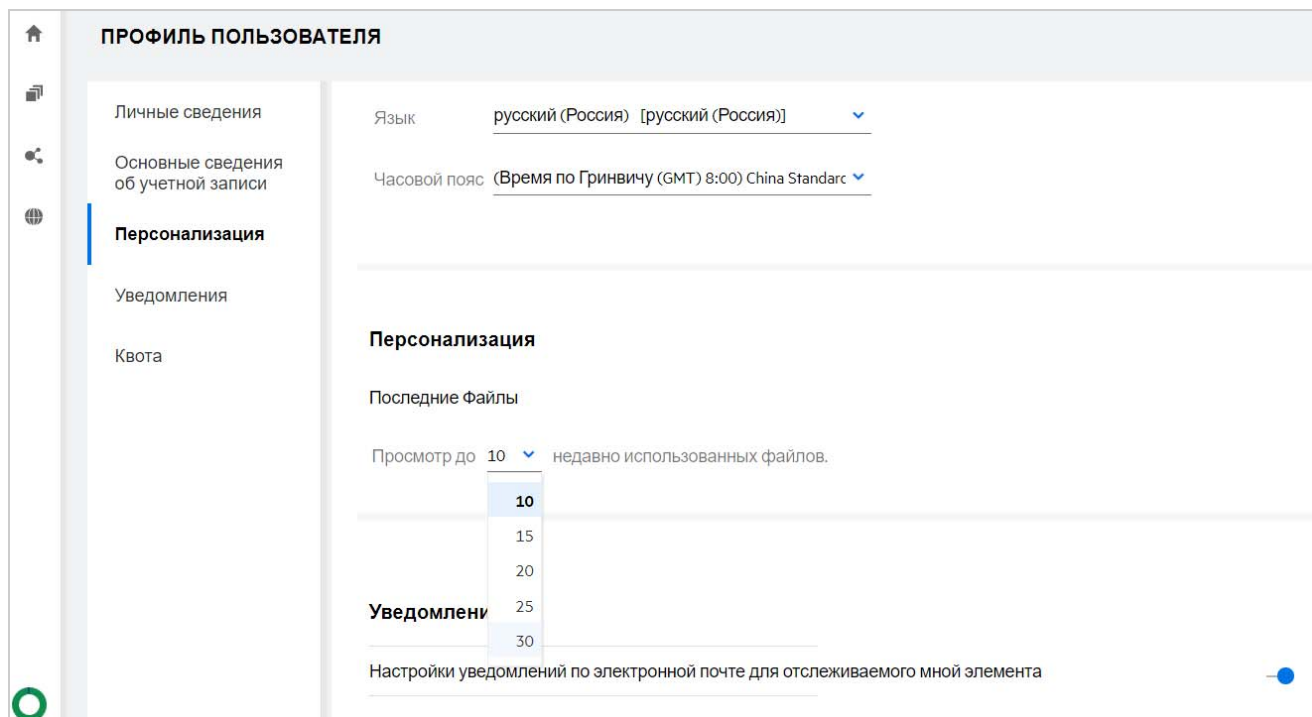 ПРОФИЛЬ ПОЛЬЗОВАТЕЛЯ
Личные сведения
Основные сведения
об учетной записи
Персонализация
Уведомления
Квота
Язык русский (Россия) [русский (Россия)]
Часовой пояс (Время по Гринвичу (GMT) 8:00) China Standarc
Персонализация
Последние Файлы
Просмотр до 10 недавно использованных файлов.
10
15
20
25
30
Уведомлени
Настройки уведомлений по электронной почте для отслеживаемого мной элемента